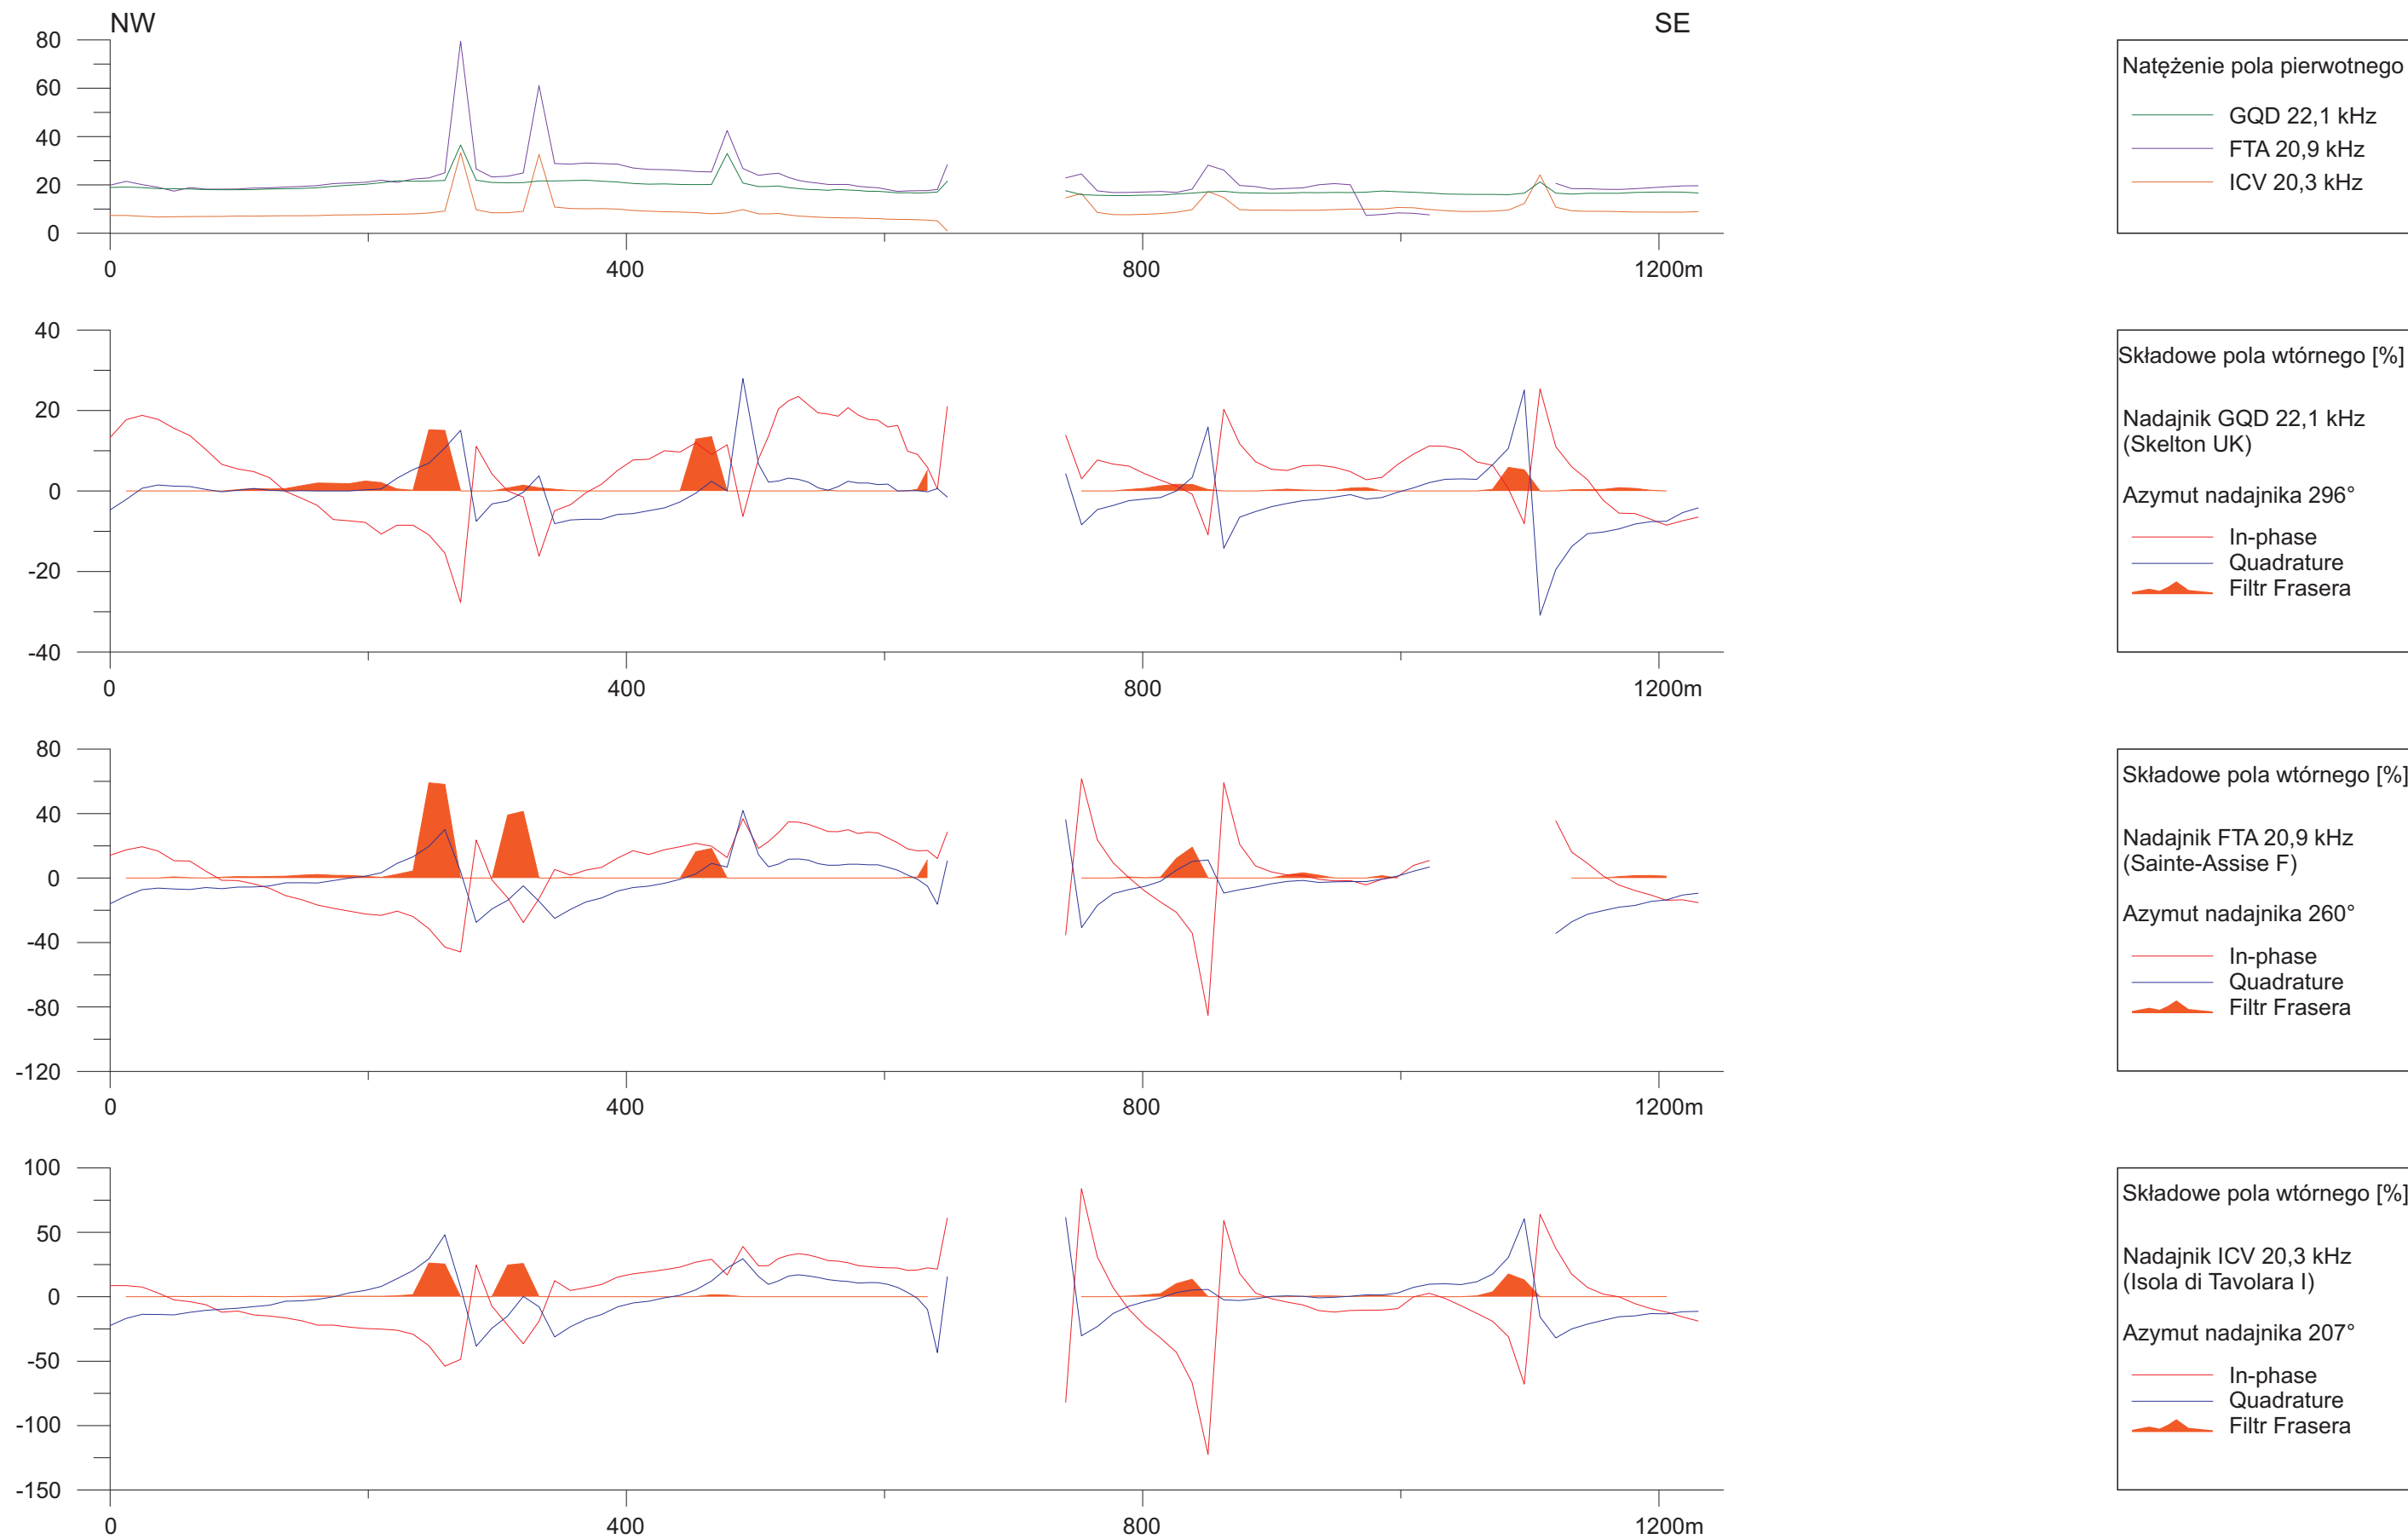 NW
SE
80
60
40
20
0
0
400
800
1200m
Natężenie pola pierwotnego
GQD 22,1 kHz
FTA 20,9 kHz
ICV 20,3 kHz
40
20
0
-20
-40
0
400
800
1200m
Składowe pola wtórnego [%]
Nadajnik GQD 22,1 kHz
(Skelton UK)
Azymut nadajnika 296°
In-phase
Quadrature
Filtr Frasera
80
40
0
-40
-80
-120
0
400
800
1200m
Składowe pola wtórnego [%]
Nadajnik FTA 20,9 kHz
(Sainte-Assise F)
Azymut nadajnika 260°
In-phase
Quadrature
Filtr Frasera
100
50
0
-50
-100
-150
0
400
800
1200m
Składowe pola wtórnego [%]
Nadajnik ICV 20,3 kHz
(Isola di Tavolara I)
Azymut nadajnika 207°
In-phase
Quadrature
Filtr Frasera